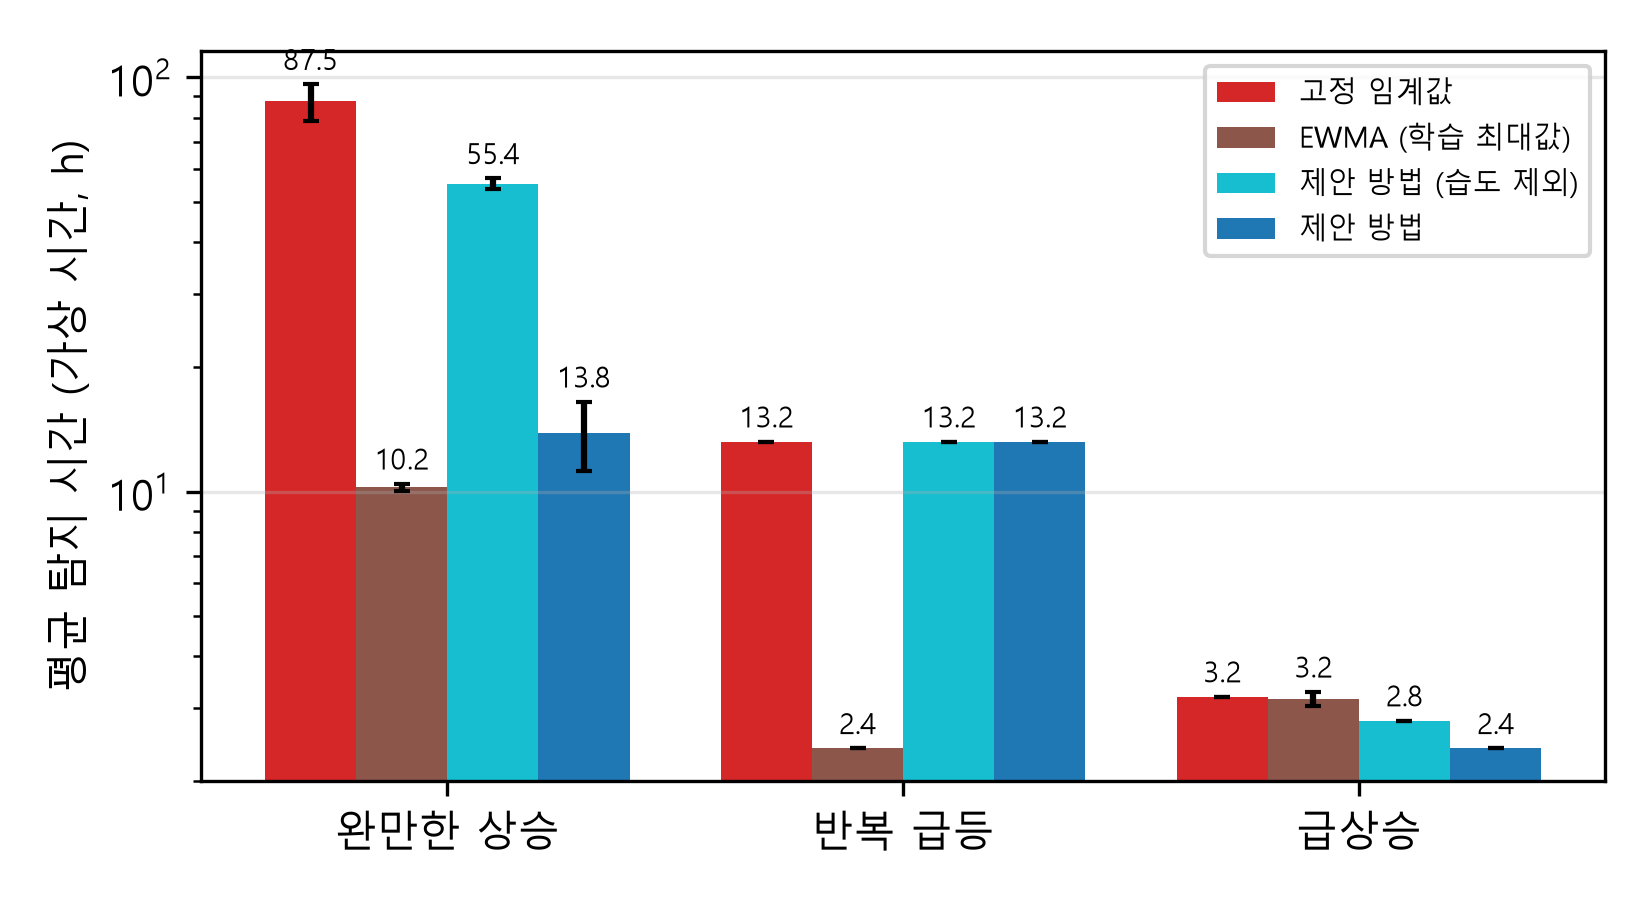 평균 탐지 시간 (가상 시간, h)
10²
10¹
87.5
10.2
55.4
13.8
13.2
2.4
13.2
13.2
3.2
3.2
2.8
2.4
고정 임계값
EWMA (학습 최대값)
제안 방법 (습도 제외)
제안 방법
완만한 상승
반복 급등
급상승